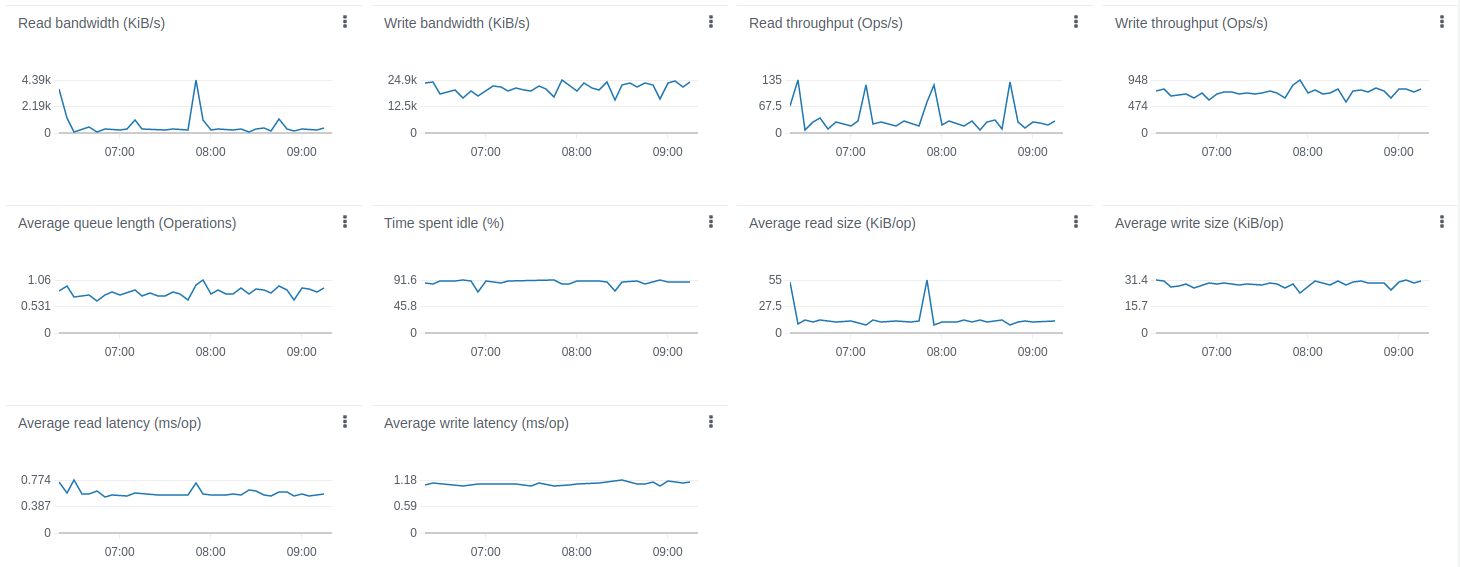 Read bandwidth (KiB/s)
4.39k
2.19k
0
07:00 08:00 09:00
Write bandwidth (KiB/s)
24.9k
12.5k
0
07:00 08:00 09:00
Read throughput (Ops/s)
135
67.5
0
07:00 08:00 09:00
Write throughput (Ops/s)
948
474
0
07:00 08:00 09:00
Average queue length (Operations)
1.06
0.531
0
07:00 08:00 09:00
Time spent idle (%)
91.6
45.8
0
07:00 08:00 09:00
Average read size (KiB/op)
55
27.5
0
07:00 08:00 09:00
Average write size (KiB/op)
31.4
15.7
0
07:00 08:00 09:00
Average read latency (ms/op)
0.774
0.387
0
07:00 08:00 09:00
Average write latency (ms/op)
1.18
0.59
0
07:00 08:00 09:00